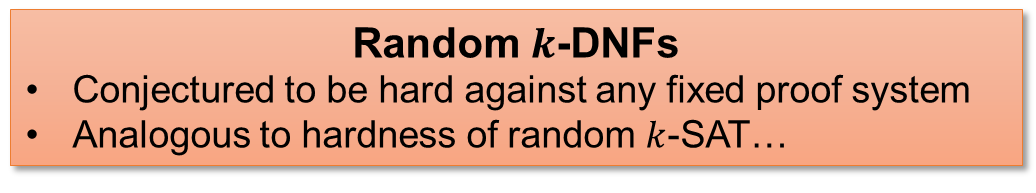 Random 𝒌-DNFs
• Conjectured to be hard against any fixed proof system
• Analogous to hardness of random 𝑘-SAT…